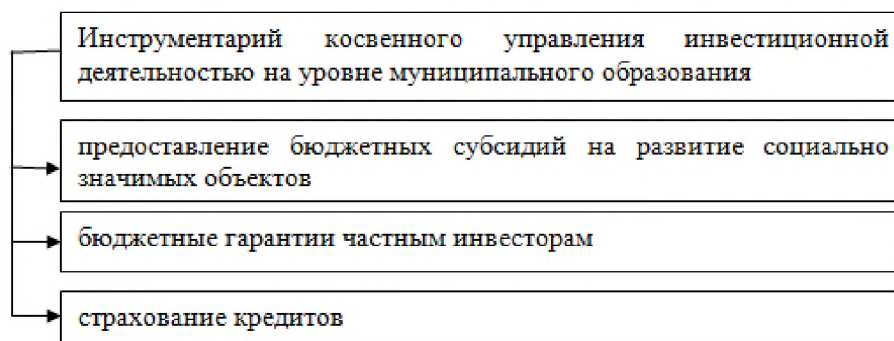 Инструментарий косвенного управления инвестиционной
деятельностью на уровне муниципального образования
предоставление бюджетных субсидий на развитие социально
значимых объектов
бюджетные гарантии частным инвесторам
страхование кредитов